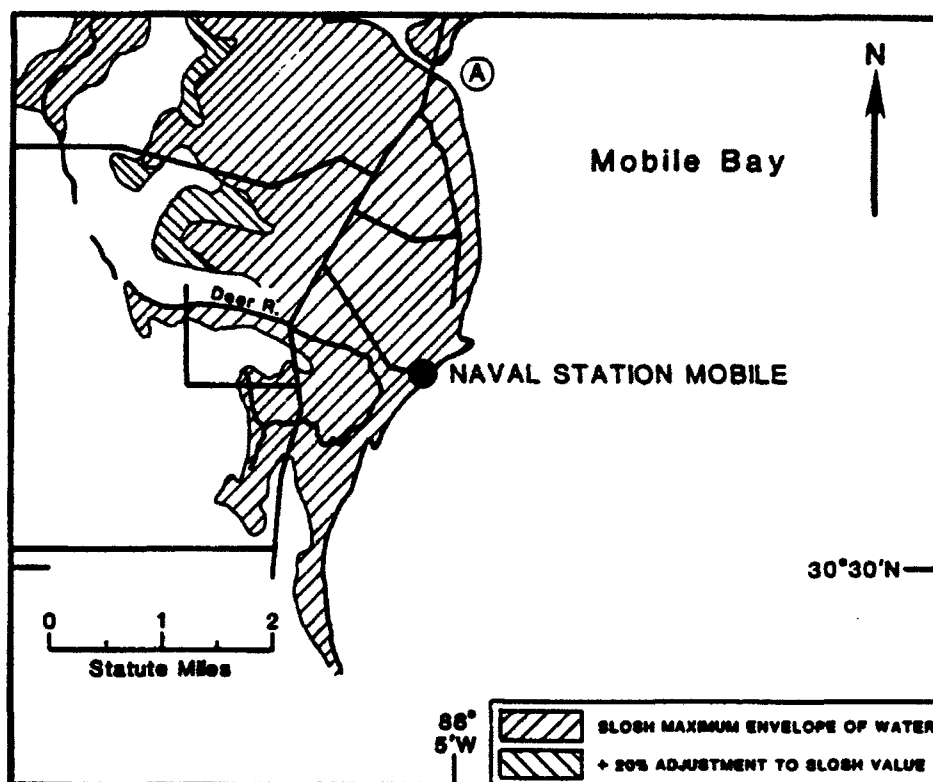 A
N
Mobile Bay
Deer R.
NAVAL STATION MOBILE
30°30'N
0 1 2
Statute Miles
88°
5'W
SLOSH MAXIMUM ENVELOPE OF WATER
+ 20% ADJUSTMENT TO SLOSH VALUE